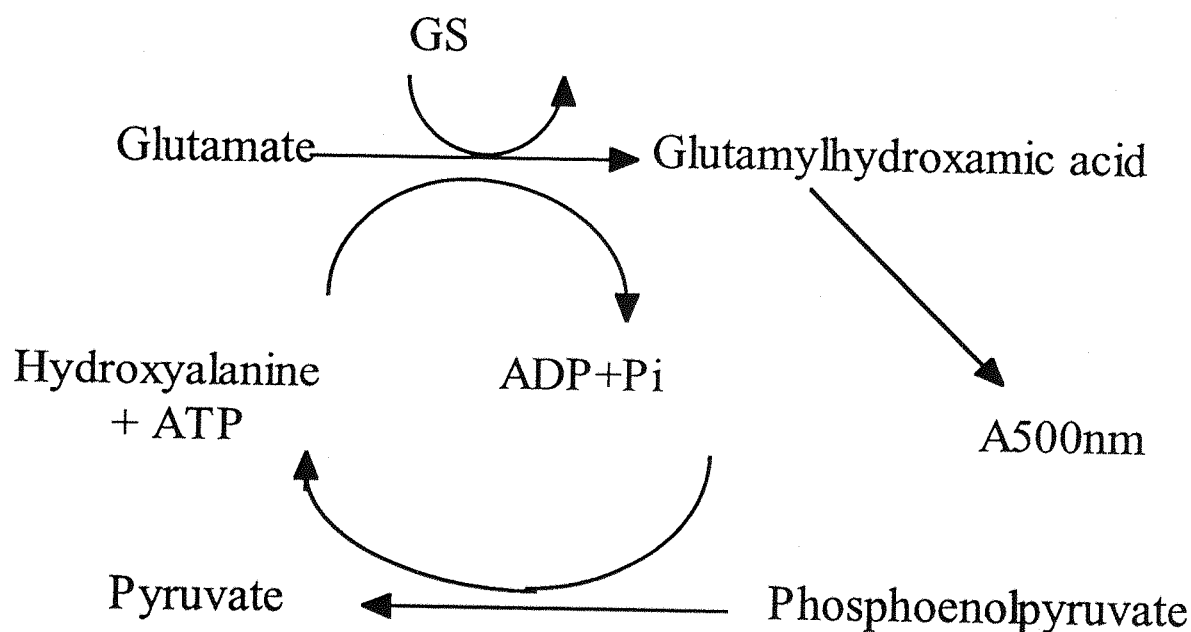 GS
Glutamate
Glutamylhydroxamic acid
Hydroxyalanine
+ ATP
ADP+Pi
A500nm
Pyruvate
Phosphoenolpyruvate